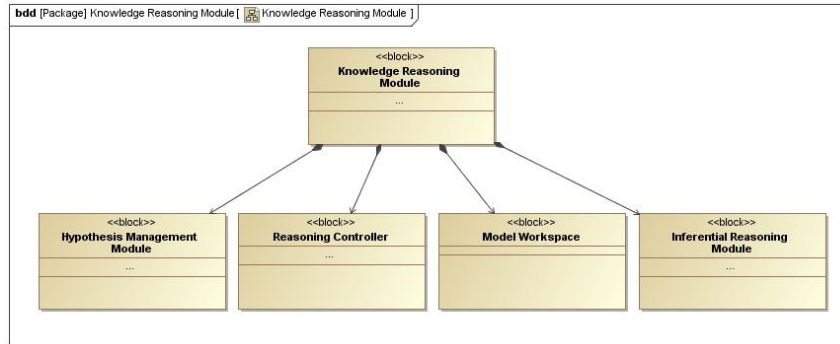 bdd [Package] Knowledge Reasoning Module [ Knowledge Reasoning Module ]
<<block>>
Knowledge Reasoning
Module
...
<<block>>
Hypothesis Management
Module
...
<<block>>
Reasoning Controller
...
<<block>>
Model Workspace
<<block>>
Inferential Reasoning
Module
...